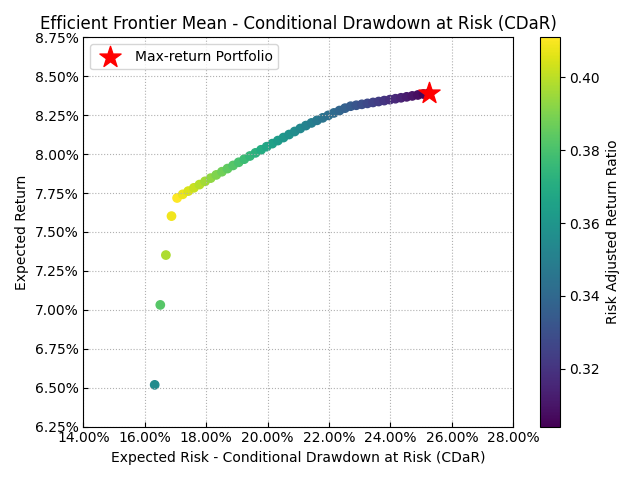 Efficient Frontier Mean - Conditional Drawdown at Risk (CDaR)
8.75%
8.50%
8.25%
8.00%
7.75%
7.50%
7.25%
7.00%
6.75%
6.50%
6.25%
Expected Return
Max-return Portfolio
14.00% 16.00% 18.00% 20.00% 22.00% 24.00% 26.00% 28.00%
Expected Risk - Conditional Drawdown at Risk (CDaR)
0.40
0.38
0.36
0.34
0.32
Risk Adjusted Return Ratio